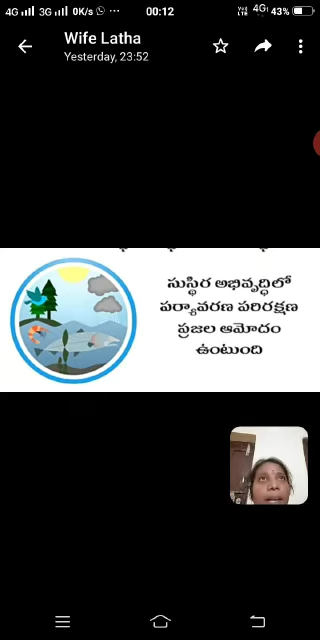 4G 3G 0K/s ... 00:12 4G 43%
Wife Latha
Yesterday, 23:52
సుస్థిర అభివృద్ధిలో
పర్యావరణ పరిరక్షణ
ప్రజల ఆమోదం
ఉంటుంది